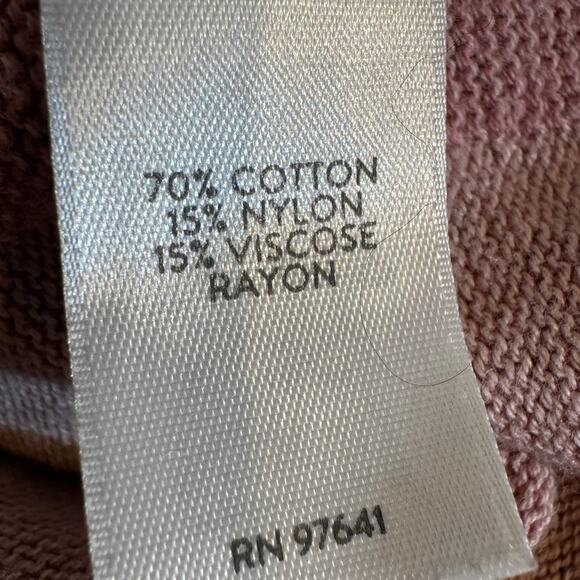 70% COTTON
15% NYLON
15% VISCOSE
RAYON
RN 97641